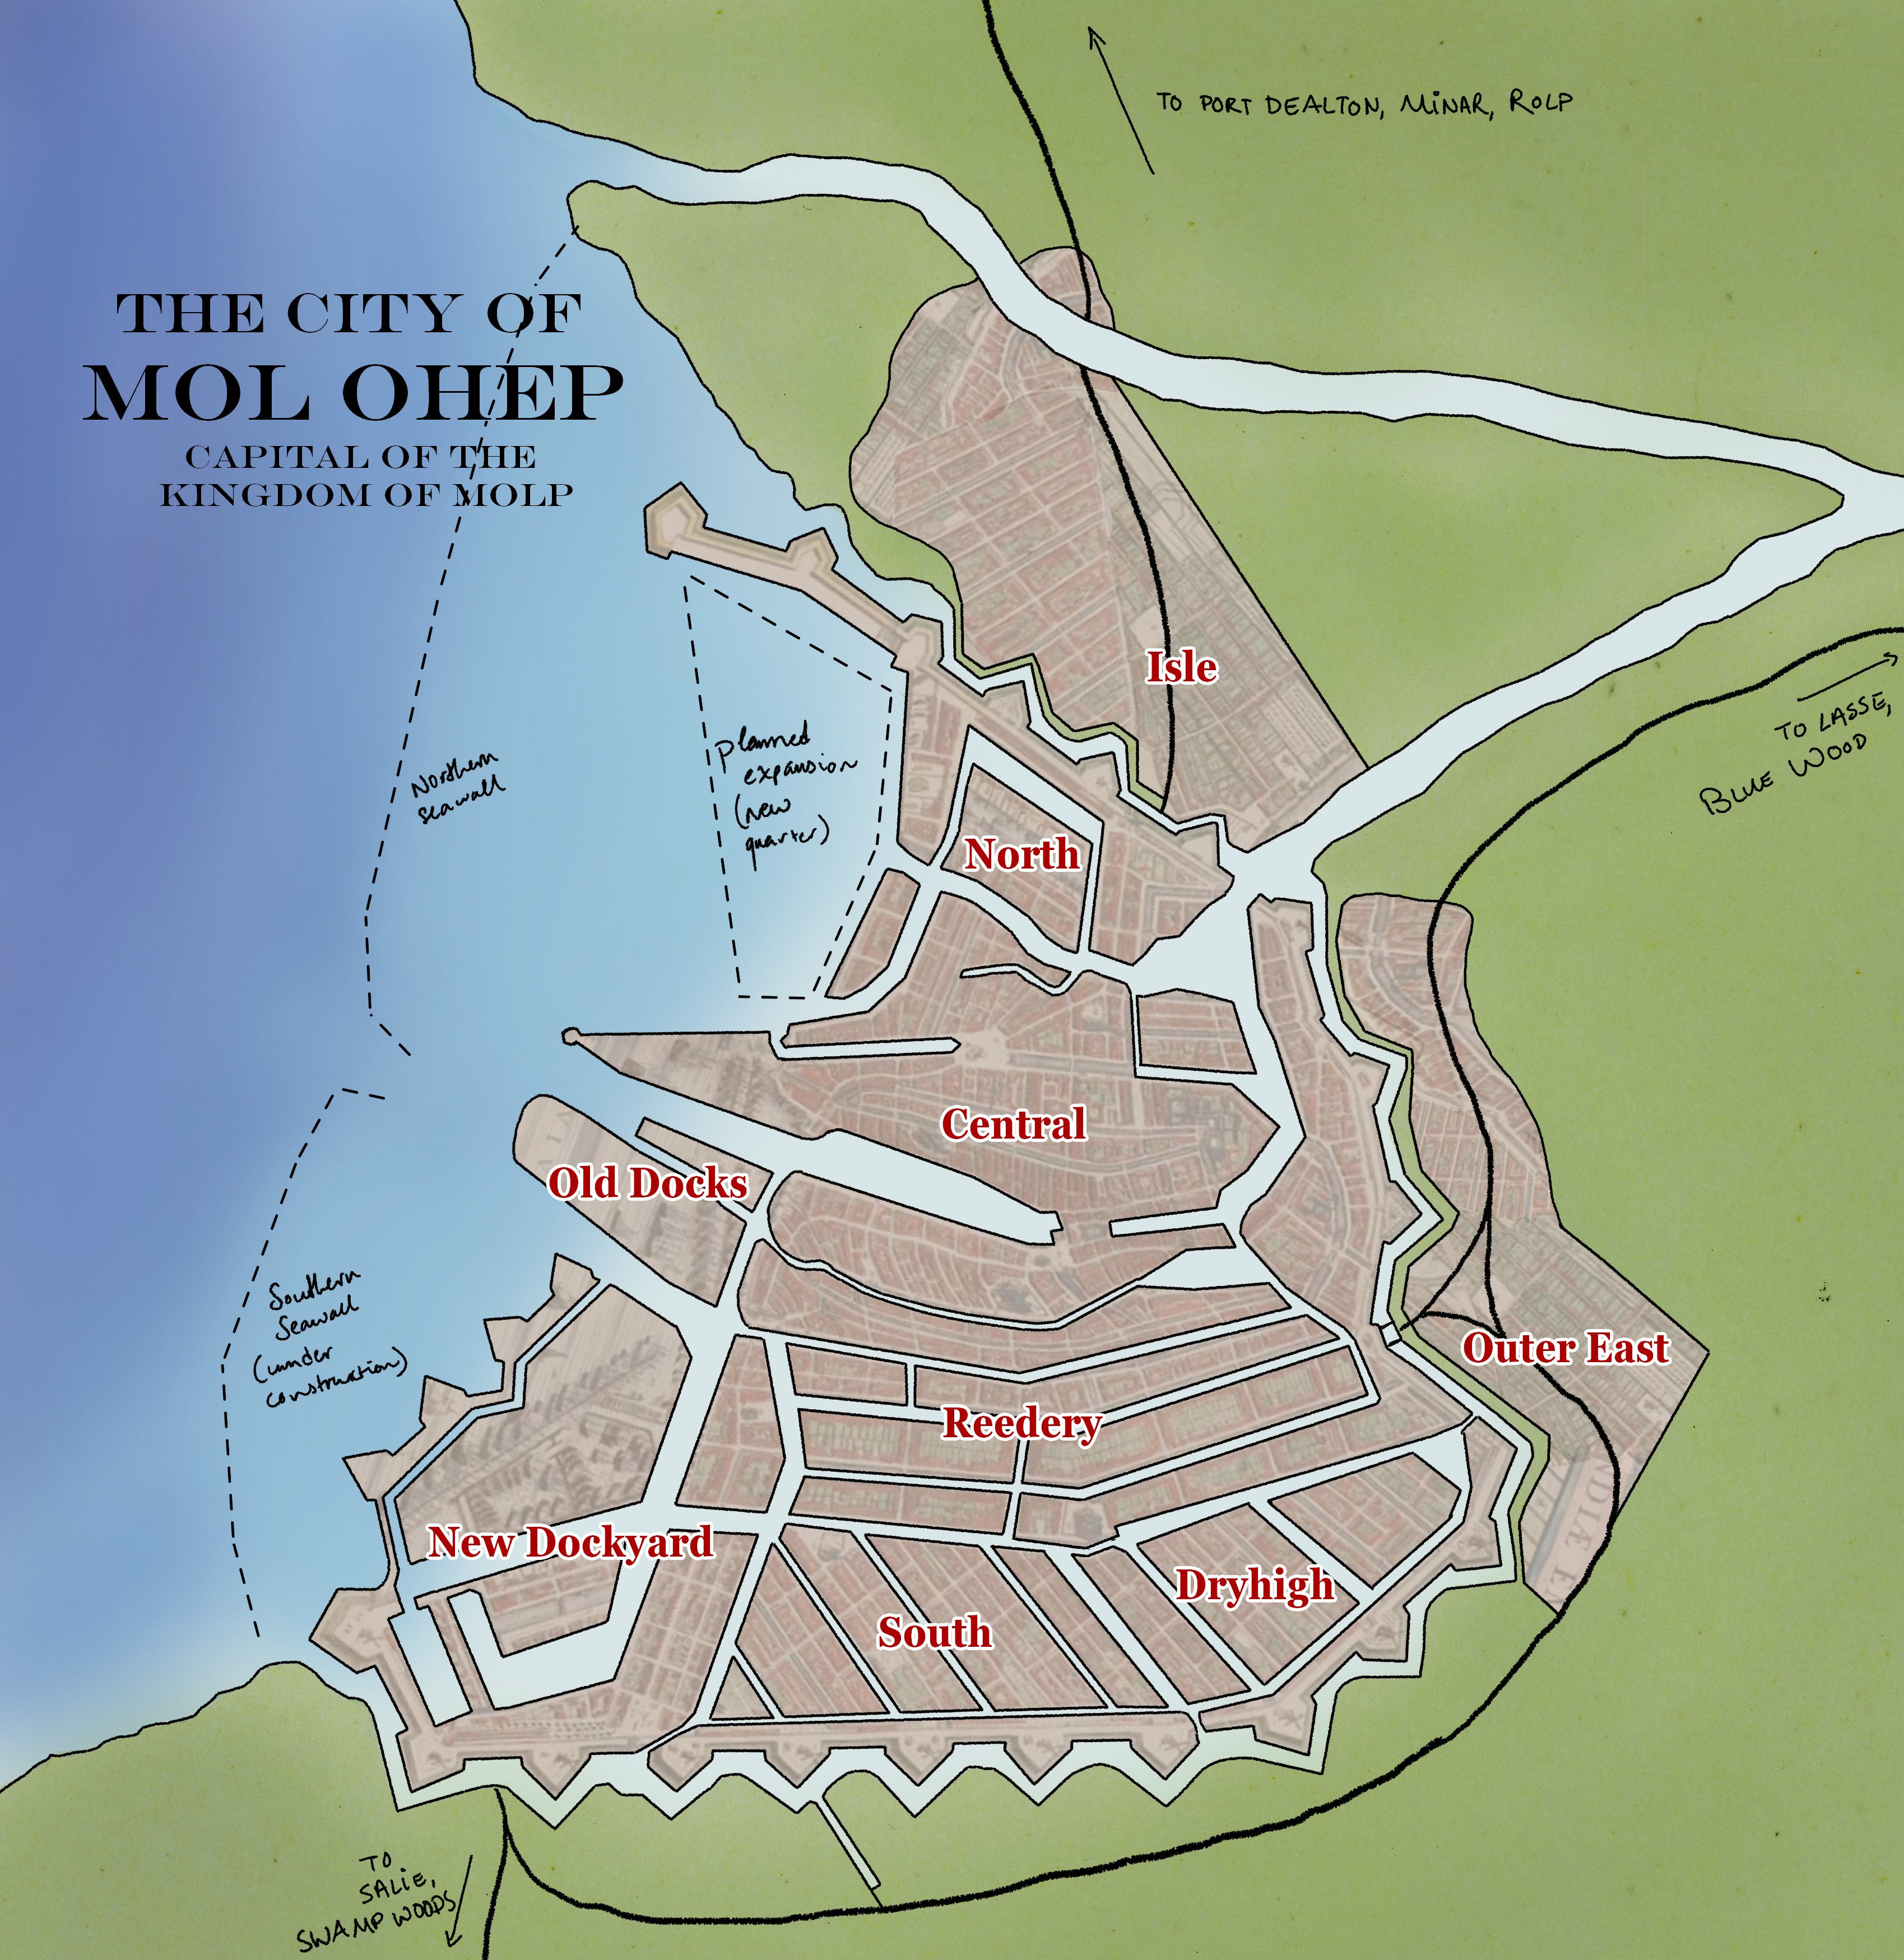 TO PORT DEALTON, MINAR, ROLP
THE CITY OF
MOL OHEP
CAPITAL OF THE
KINGDOM OF MOLP
Isle
TO LASSE,
BLUE WOOD
Northern
seawall
planned
expansion
(new
quarter)
North
Central
Old Docks
Southern
Seawall
(under
construction)
Outer East
Reedery
New Dockyard
Dryhigh
South
TO
SALIE,
SWAMP WOODS